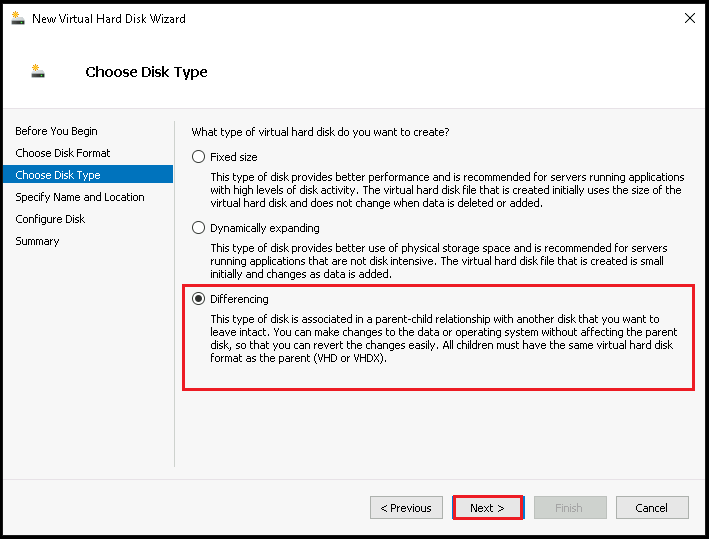 New Virtual Hard Disk Wizard
Choose Disk Type
Before You Begin
Choose Disk Format
Choose Disk Type
Specify Name and Location
Configure Disk
Summary
What type of virtual hard disk do you want to create?
Fixed size
This type of disk provides better performance and is recommended for servers running applications
with high levels of disk activity. The virtual hard disk file that is created initially uses the size of the
virtual hard disk and does not change when data is deleted or added.
Dynamically expanding
This type of disk provides better use of physical storage space and is recommended for servers
running applications that are not disk intensive. The virtual hard disk file that is created is small
initially and changes as data is added.
Differencing
This type of disk is associated in a parent-child relationship with another disk that you want to
leave intact. You can make changes to the data or operating system without affecting the parent
disk, so that you can revert the changes easily. All children must have the same virtual hard disk
format as the parent (VHD or VHDX).
< Previous
Next >
Finish
Cancel